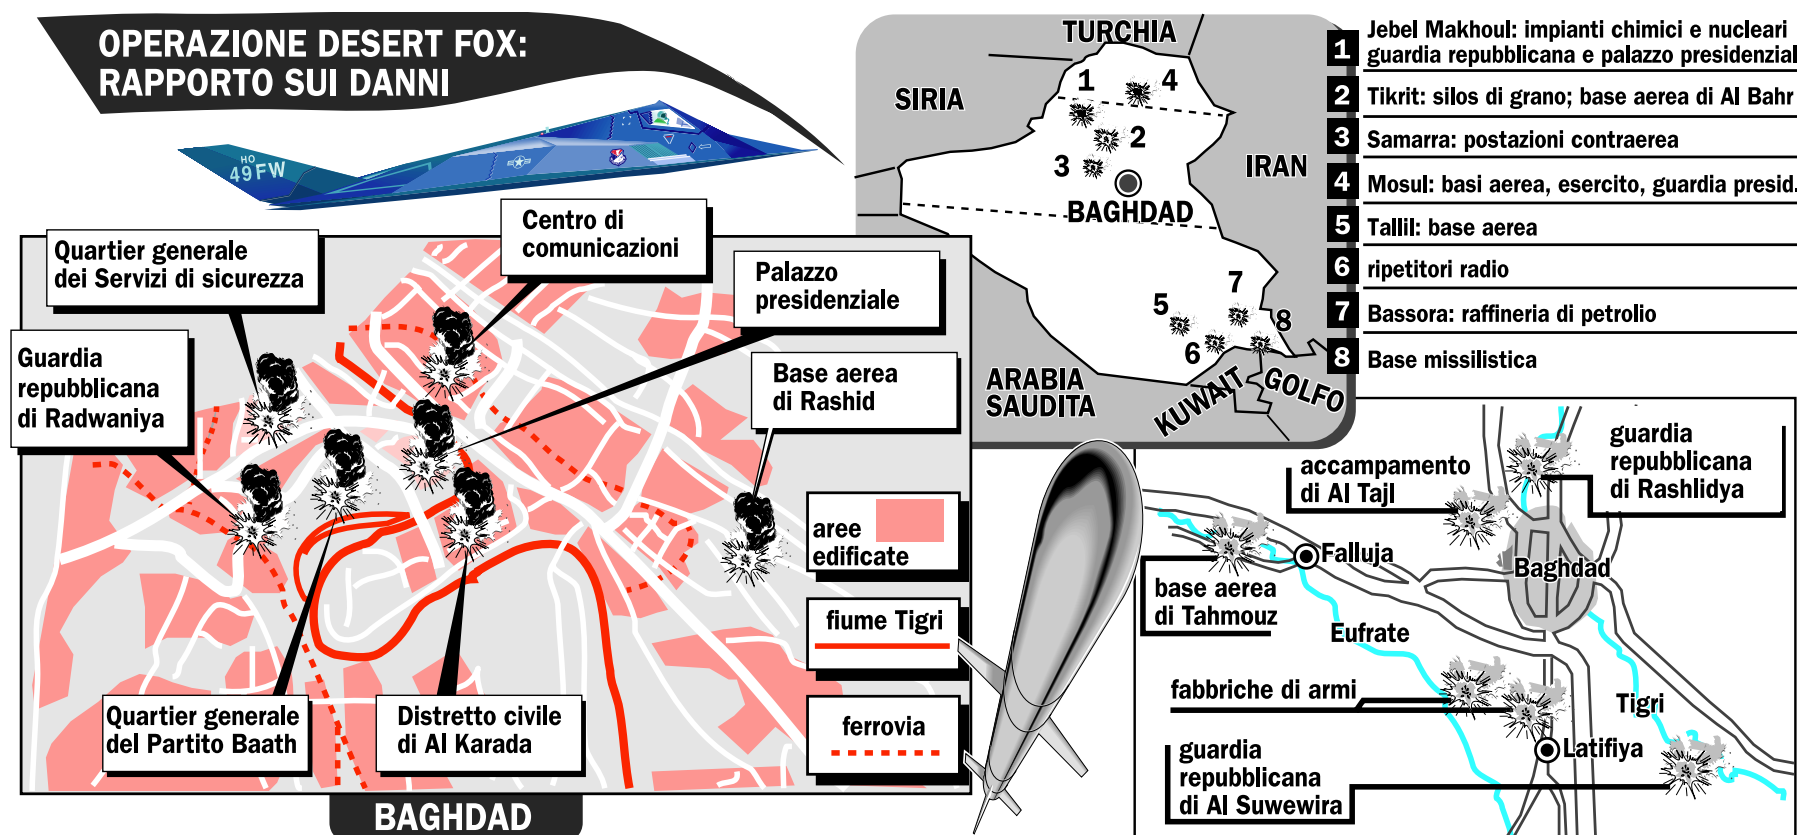 OPERAZIONE DESERT FOX:
RAPPORTO SUI DANNI
HO
49FW
TURCHIA
SIRIA
IRAN
1
4
2
3
BAGHDAD
7
5
8
6
ARABIA
SAUDITA
KUWAIT
GOLFO
1 Jebel Makhoul: impianti chimici e nucleari
guardia repubblicana e palazzo presidenzial
2 Tikrit: silos di grano; base aerea di Al Bahr
3 Samarra: postazioni contraerea
4 Mosul: basi aerea, esercito, guardia presid.
5 Tallil: base aerea
6 ripetitori radio
7 Bassora: raffineria di petrolio
8 Base missilistica
Quartier generale
dei Servizi di sicurezza
Centro di
comunicazioni
Palazzo
presidenziale
Guardia
repubblicana
di Radwaniya
Base aerea
di Rashid
Quartier generale
del Partito Baath
Distretto civile
di Al Karada
aree
edificate
fiume Tigri
ferrovia
BAGHDAD
accampamento
di Al Tajl
guardia
repubblicana
di Rashlidya
Falluja
Baghdad
base aerea
di Tahmouz
Eufrate
fabbriche di armi
Tigri
Latifiya
guardia
repubblicana
di Al Suwewira